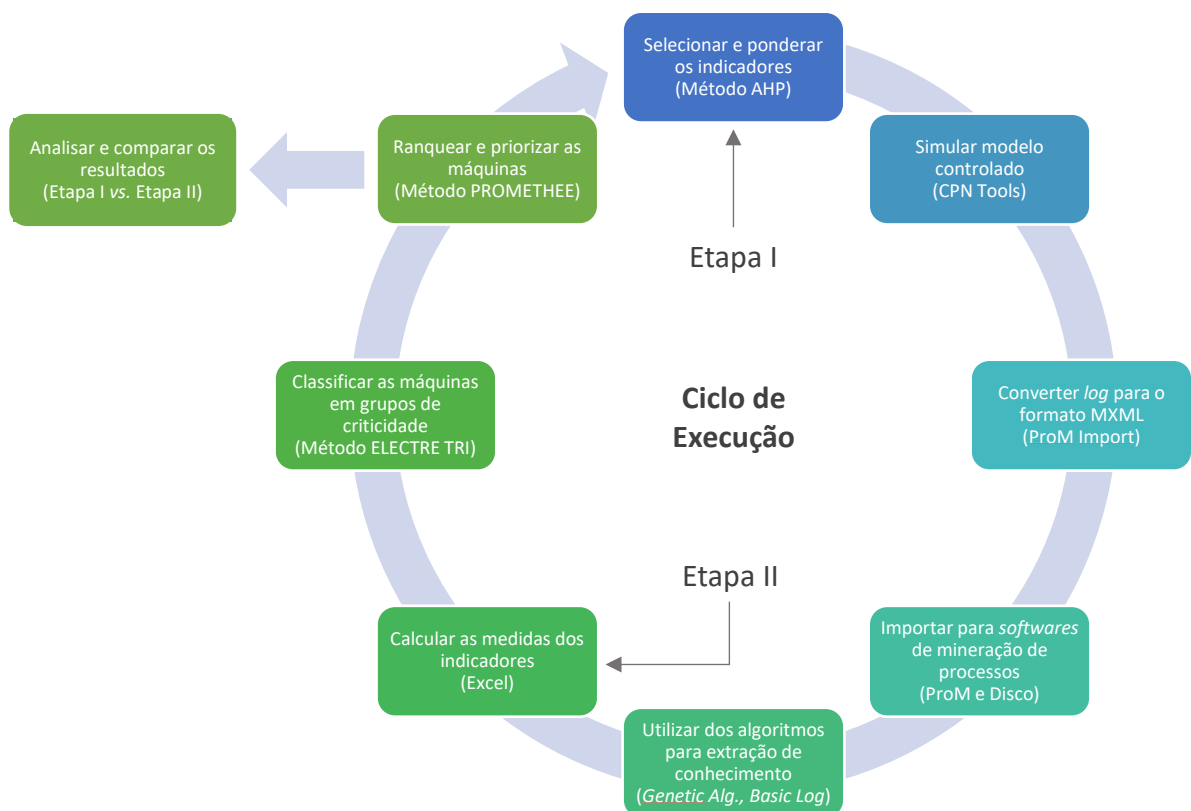 Selecionar e ponderar
os indicadores
(Método AHP)
Simular modelo
controlado
(CPN Tools)
Converter log para o
formato MXML
(ProM Import)
Importar para softwares
de mineração de
processos
(ProM e Disco)
Utilizar dos algoritmos
para extração de
conhecimento
(Genetic Alg., Basic Log)
Calcular as medidas dos
indicadores
(Excel)
Classificar as máquinas
em grupos de
criticidade
(Método ELECTRE TRI)
Ranquear e priorizar as
máquinas
(Método PROMETHEE)
Analisar e comparar os
resultados
(Etapa I vs. Etapa II)
Etapa I
Ciclo de
Execução
Etapa II